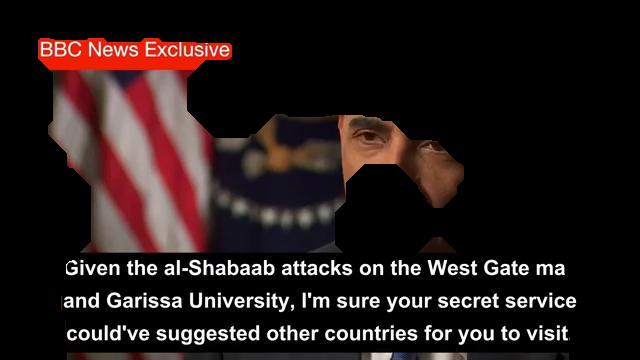 BBC News Exclusive
Given the al-Shabaab attacks on the West Gate ma
and Garissa University, I'm sure your secret service
could've suggested other countries for you to visit